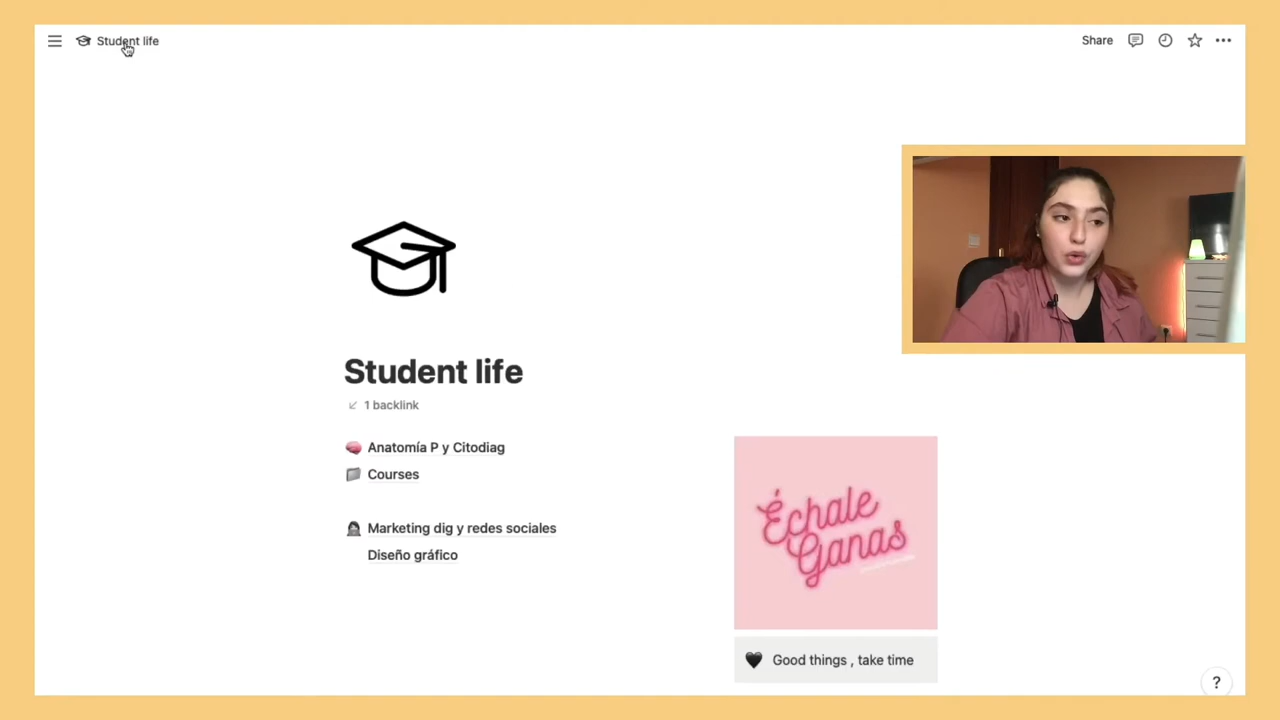 Student life
Share
Student life
1 backlink
Anatomía P y Citodiag
Courses
Marketing dig y redes sociales
Diseño gráfico
Échale
Ganas
Good things , take time
?